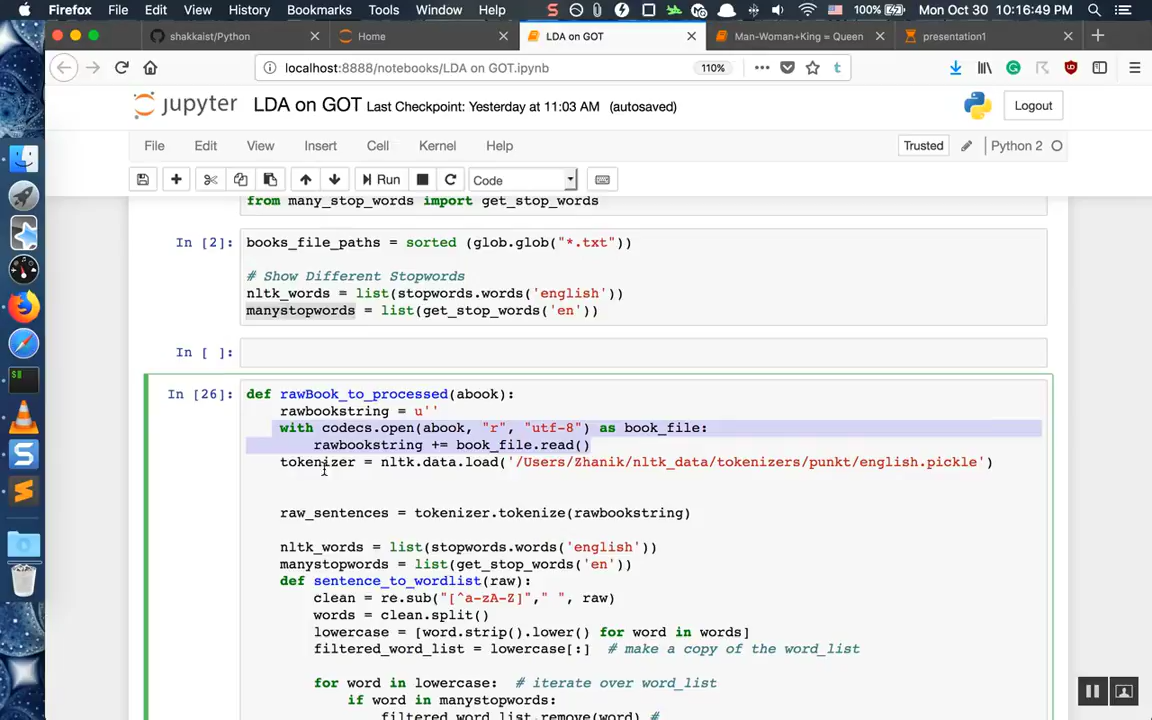 Firefox File Edit View History Bookmarks Tools Window Help 100% Mon Oct 30 10:16:49 AM
shakkaist/Python Home LDA on GOT Man-Woman+King = Queen presentation1
localhost:8888/notebooks/LDA on GOT.ipynb 110%
jupyter LDA on GOT Last Checkpoint: Yesterday at 11:03 AM (autosaved) Logout
File Edit View Insert Cell Kernel Help Trusted Python 2
Run Code
from many_stop_words import get_stop_words
In [2]: books_file_paths = sorted (glob.glob("*.txt"))
# Show Different Stopwords
nltk_words = list(stopwords.words('english'))
manystopwords = list(get_stop_words('en'))
In [ ]:
In [26]: def rawBook_to_processed(abook):
rawbookstring = u''
with codecs.open(abook, "r", "utf-8") as book_file:
rawbookstring += book_file.read()
tokenizer = nltk.data.load('/Users/Zhanik/nltk_data/tokenizers/punkt/english.pickle')
raw_sentences = tokenizer.tokenize(rawbookstring)
nltk_words = list(stopwords.words('english'))
manystopwords = list(get_stop_words('en'))
def sentence_to_wordlist(raw):
clean = re.sub("[^a-zA-Z]"," ", raw)
words = clean.split()
lowercase = [word.strip().lower() for word in words]
filtered_word_list = lowercase[:] # make a copy of the word_list
for word in lowercase: # iterate over word_list
if word in manystopwords:
filtered_word_list.remove(word) #